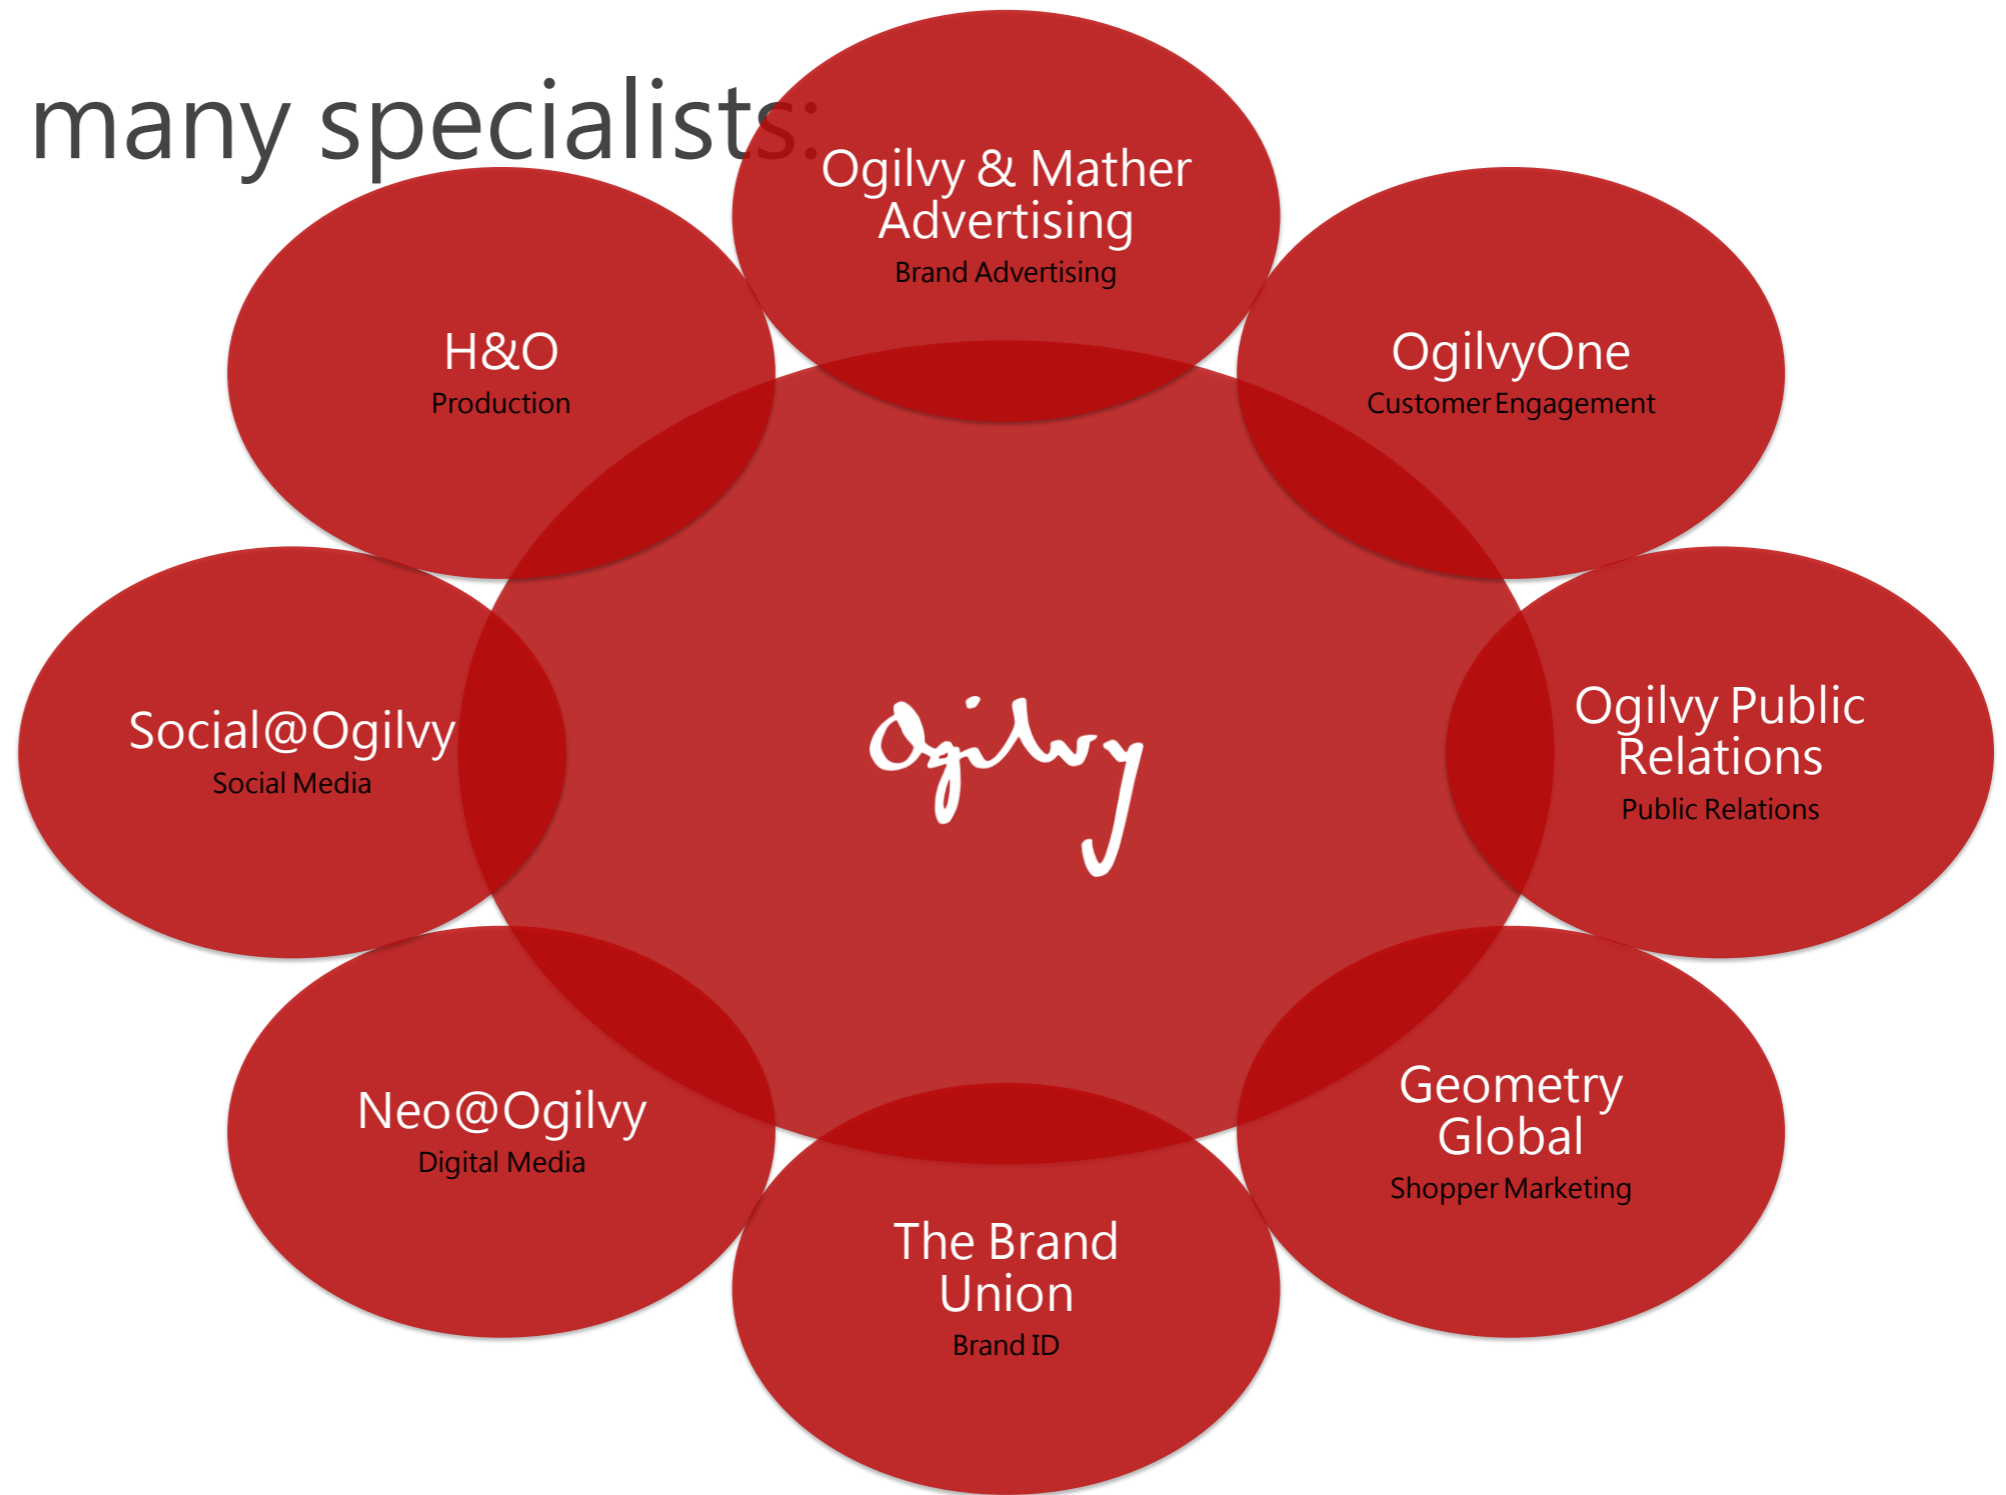 many specialists:
Ogilvy & Mather
Advertising
Brand Advertising
OgilvyOne
Customer Engagement
Ogilvy Public
Relations
Public Relations
Geometry
Global
Shopper Marketing
The Brand
Union
Brand ID
Neo@Ogilvy
Digital Media
Social@Ogilvy
Social Media
H&O
Production
Ogilvy